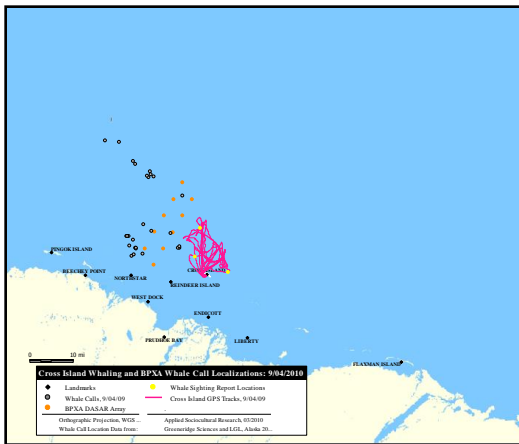 PINGOK ISLAND
CROSS ISLAND
BEECHEY POINT
NORTHSTAR
REINDEER ISLAND
WEST DOCK
ENDICOTT
PRUDHOE BAY
LIBERTY
FLAXMAN ISLAND
0 10 mi
Cross Island Whaling and BPXA Whale Call Localizations: 9/04/2010
Landmarks
Whale Sighting Report Locations
Whale Calls, 9/04/09
Cross Island GPS Tracks, 9/04/09
BPXA DASAR Array
Orthographic Projection, WGS ...
Applied Sociocultural Research, 03/2010
Whale Call Location Data from:
Greeneridge Sciences and LGL, Alaska 20...